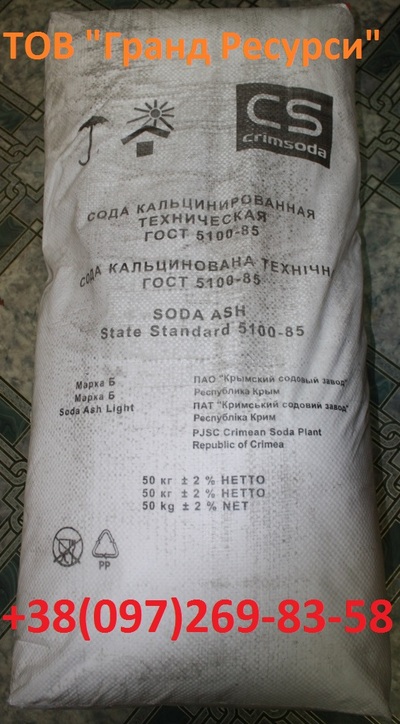 ТОВ "Гранд Ресурси"
CS
crimsoda
СОДА КАЛЬЦИНИРОВАННАЯ
ТЕХНИЧЕСКАЯ
ГОСТ 5100-85
СОДА КАЛЬЦИНОВАНА ТЕХНІЧН
ГОСТ 5100-85
SODA ASH
State Standard 5100-85
Марка Б
Марка Б
Soda Ash Light
ПАО "Крымский содовый завод"
Республика Крым
ПАТ "Кримський содовий завод"
Республіка Крим
PJSC Crimean Soda Plant
Republic of Crimea
50 кг ± 2 % НЕТТО
50 кг ± 2 % НЕТТО
50 kg ± 2 % NET
PP
+38(097)269-83-58